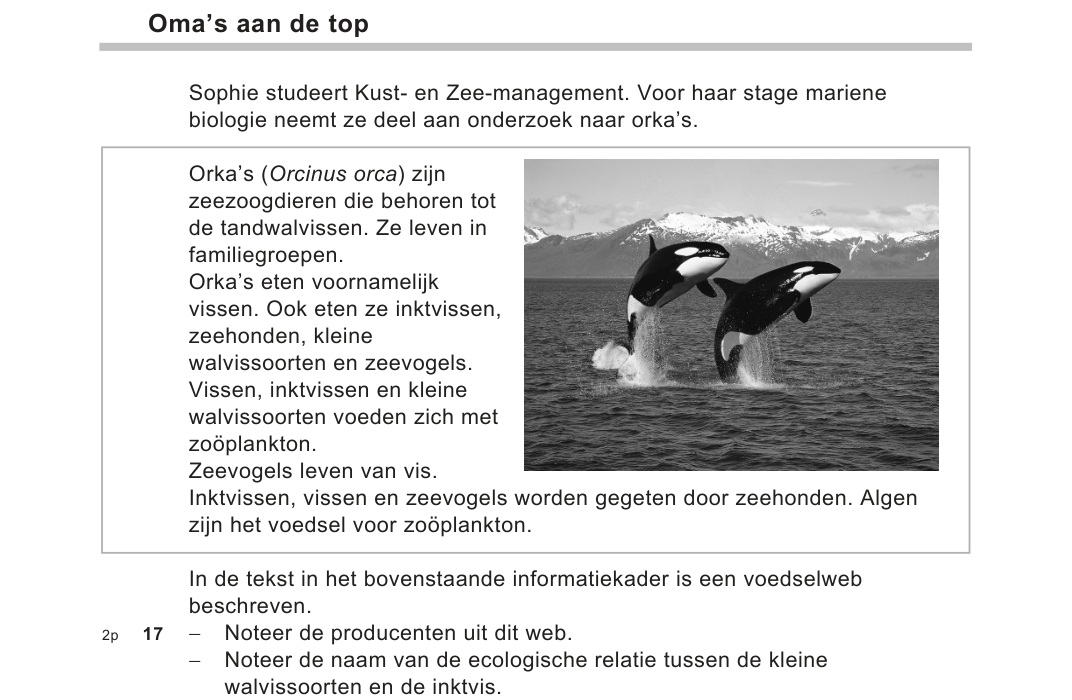 Oma’s aan de top
Sophie studeert Kust- en Zee-management. Voor haar stage mariene
biologie neemt ze deel aan onderzoek naar orka’s.
Orka’s (Orcinus orca) zijn
zeezoogdieren die behoren tot
de tandwalvissen. Ze leven in
familiegroepen.
Orka’s eten voornamelijk
vissen. Ook eten ze inktvissen,
zeehonden, kleine
walvissoorten en zeevogels.
Vissen, inktvissen en kleine
walvissoorten voeden zich met
zoöplankton.
Zeevogels leven van vis.
Inktvissen, vissen en zeevogels worden gegeten door zeehonden. Algen
zijn het voedsel voor zoöplankton.
In de tekst in het bovenstaande informatiekader is een voedselweb
beschreven.
2p 17 – Noteer de producenten uit dit web.
– Noteer de naam van de ecologische relatie tussen de kleine
walvissoorten en de inktvis.